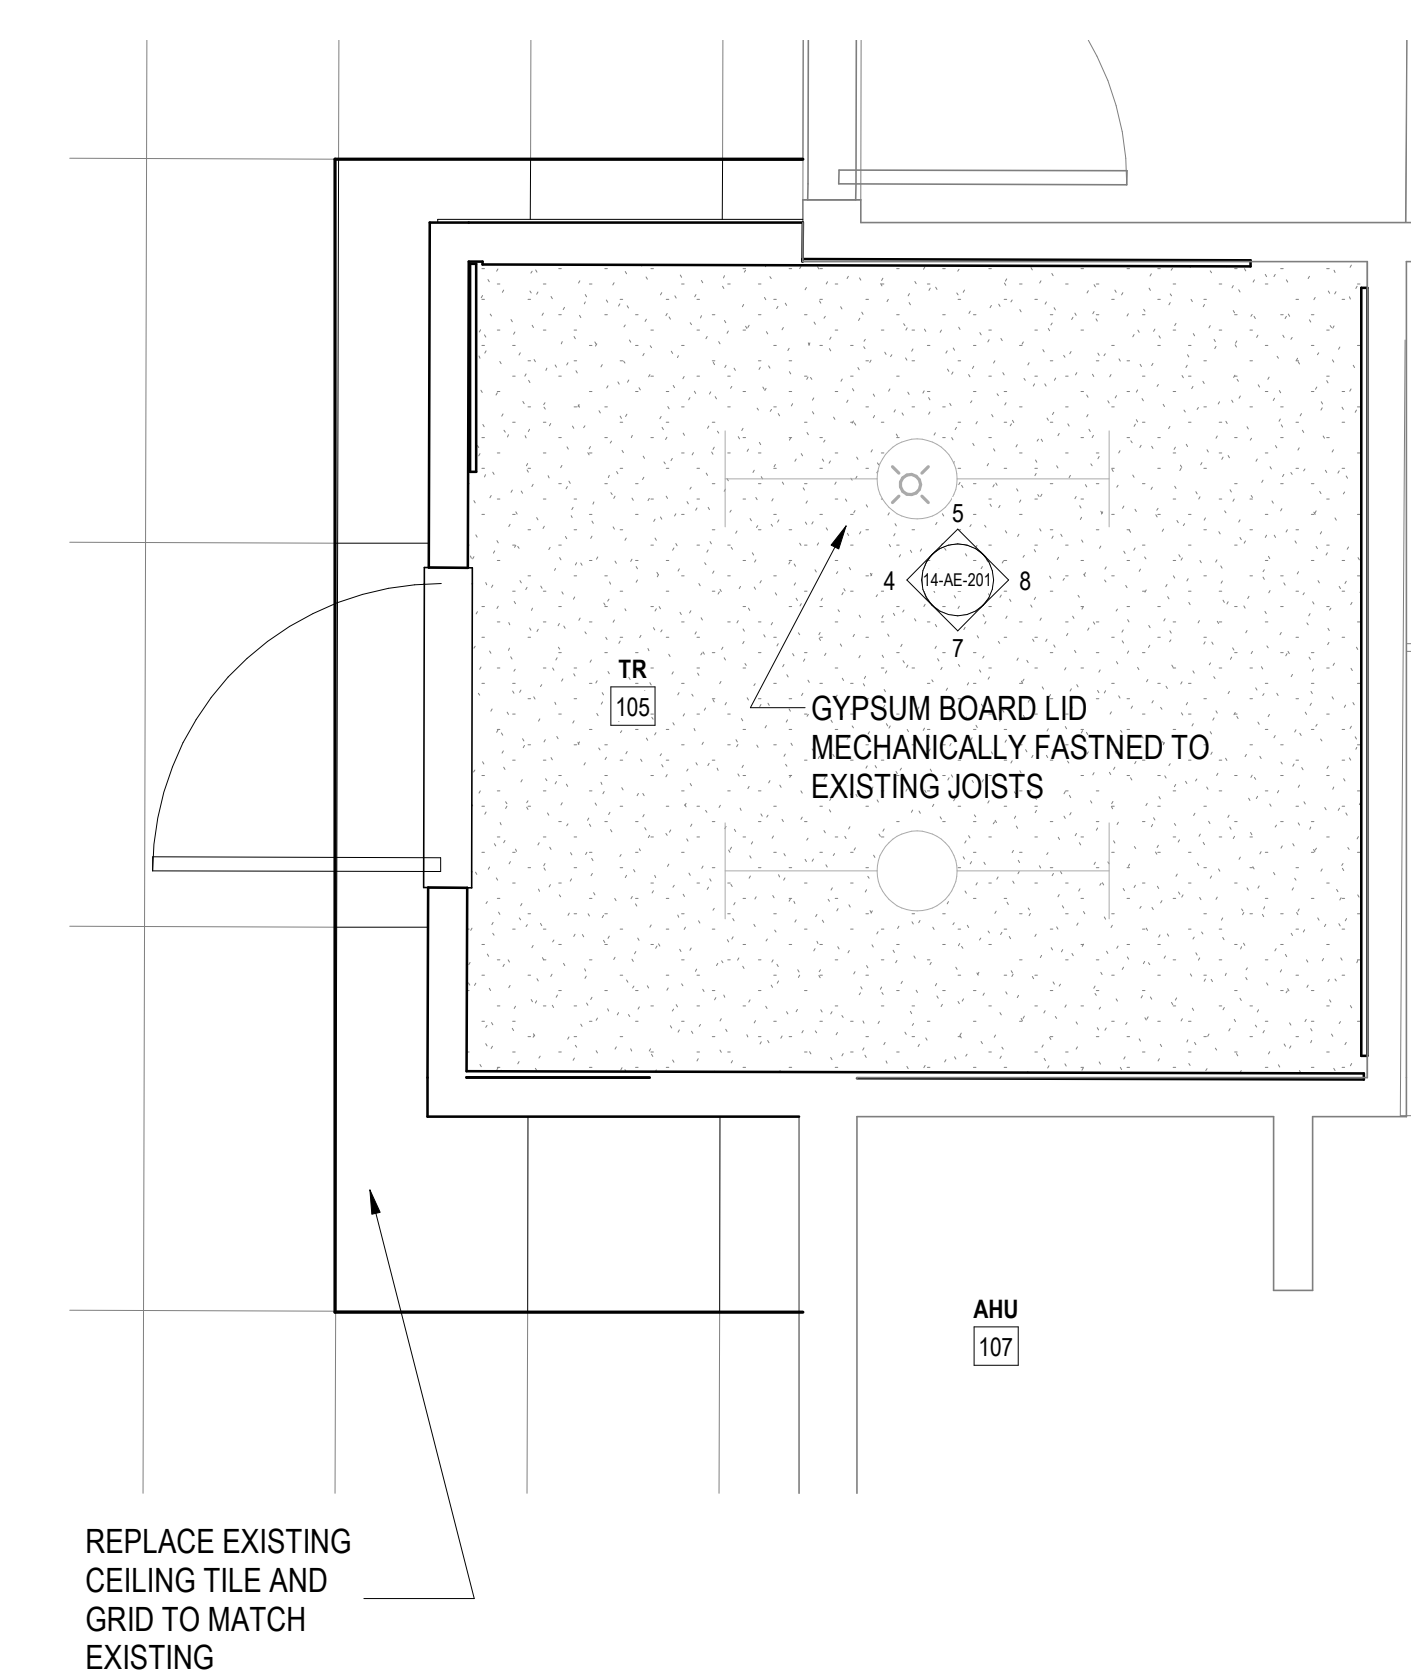 5
4
14-AE-201
8
7
TR
105
GYPSUM BOARD LID
MECHANICALLY FASTNED TO
EXISTING JOISTS
AHU
107
REPLACE EXISTING
CEILING TILE AND
GRID TO MATCH
EXISTING